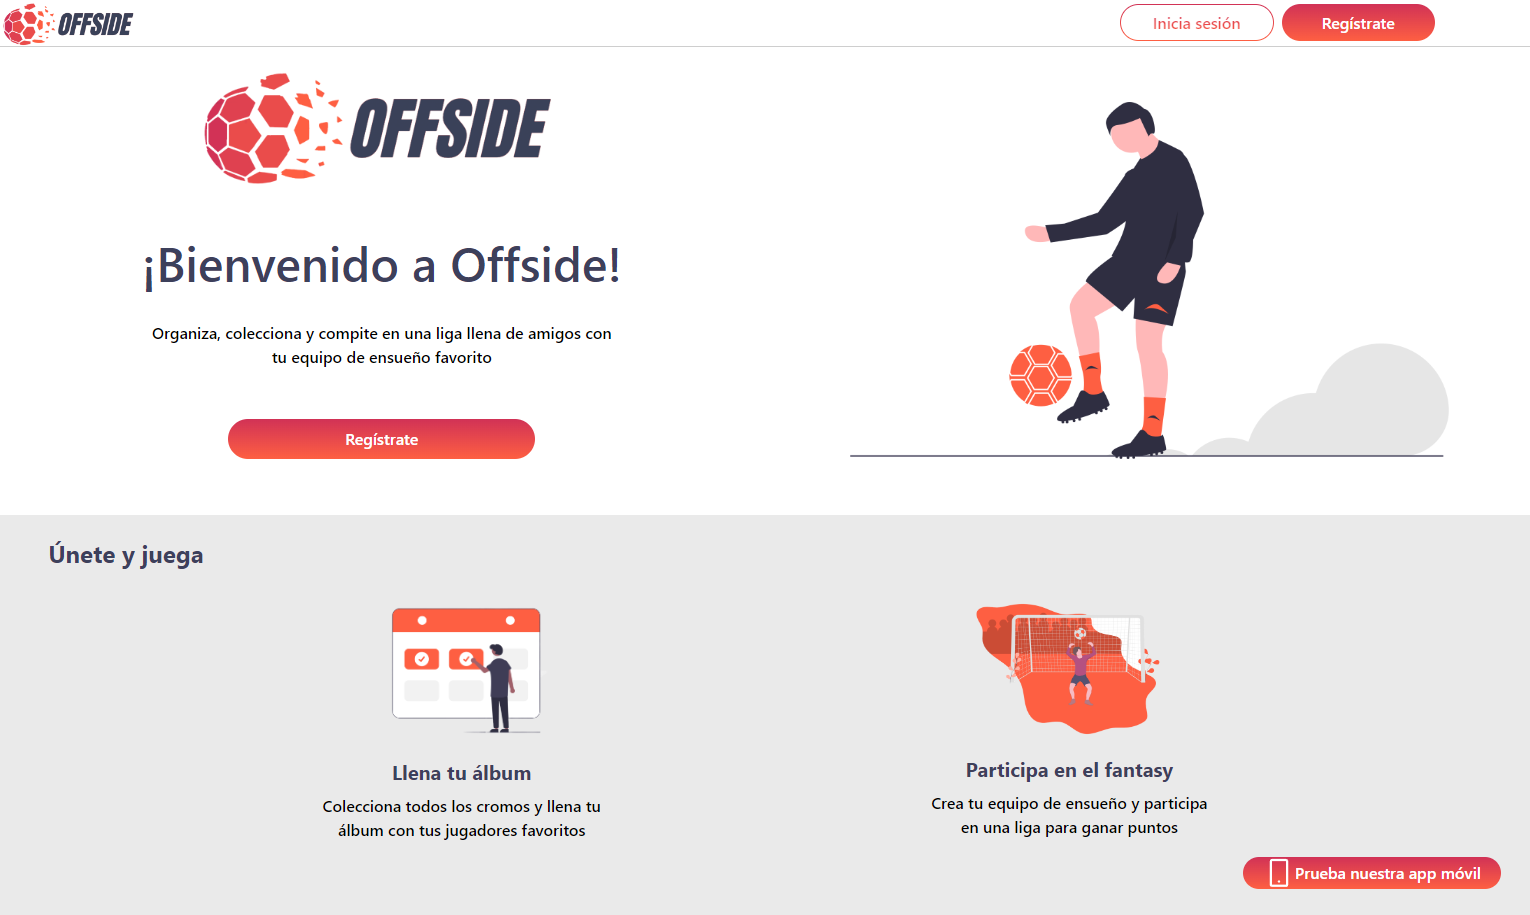 OFFSIDE
Inicia sesión
Regístrate
OFFSIDE
¡Bienvenido a Offside!
Organiza, colecciona y compite en una liga llena de amigos con
tu equipo de ensueño favorito
Regístrate
Únete y juega
Llena tu álbum
Colecciona todos los cromos y llena tu
álbum con tus jugadores favoritos
Participa en el fantasy
Crea tu equipo de ensueño y participa
en una liga para ganar puntos
Prueba nuestra app móvil